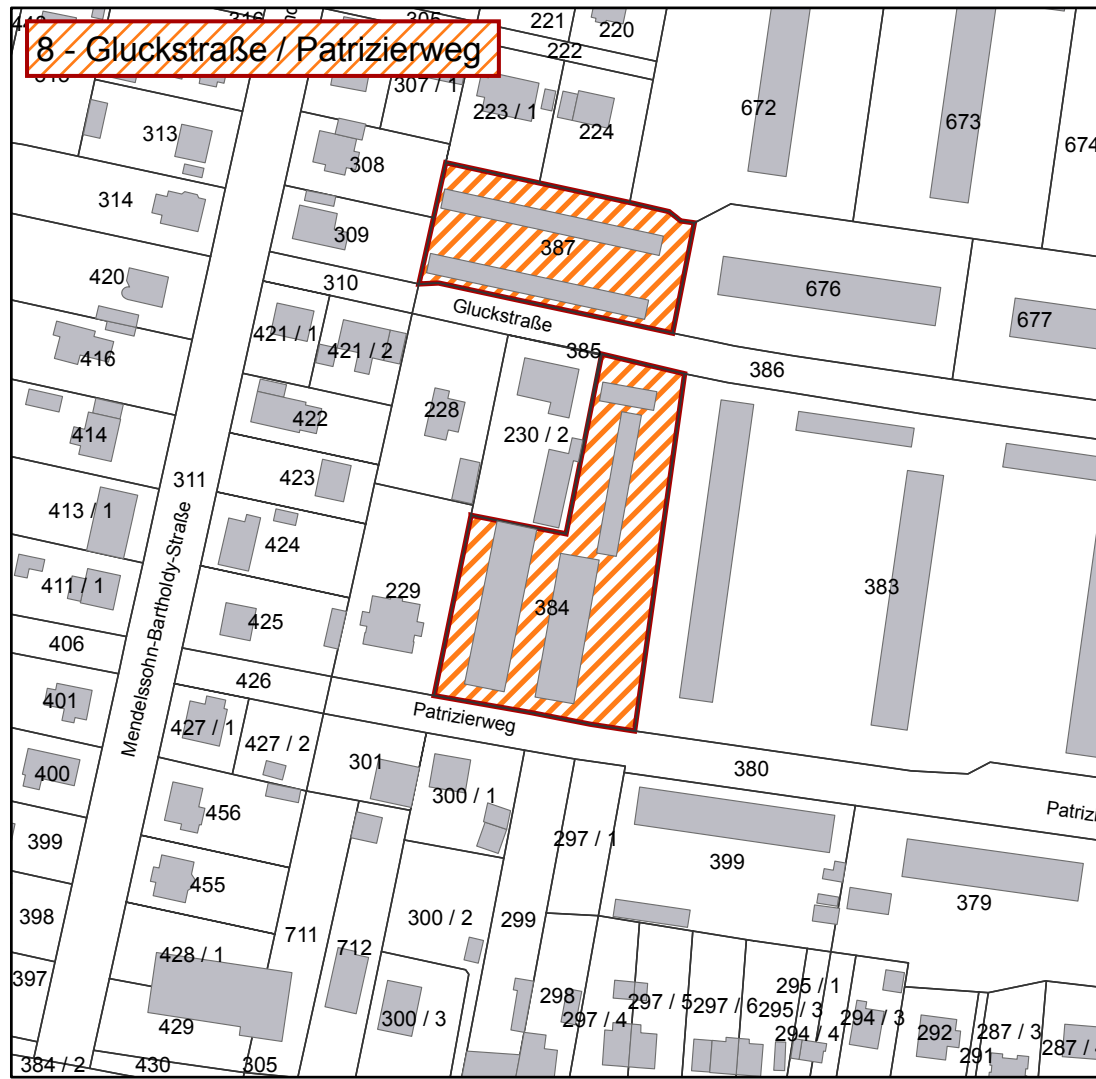 8 - Gluckstraße / Patrizierweg
221
220
222
307 / 1
223 / 1
224
672
673
674
313
308
314
309
387
310
420
676
677
Gluckstraße
421 / 1
421 / 2
385
386
416
228
422
230 / 2
414
423
311
413 / 1
424
Mendelssohn-Bartholdy-Straße
411 / 1
229
384
383
425
406
426
401
Patrizierweg
427 / 1
427 / 2
301
380
400
300 / 1
456
Patrizi
399
297 / 1
399
455
379
398
300 / 2
299
711
712
428 / 1
397
295 / 1
298
297 / 5
297 / 6
295 / 3
429
300 / 3
297 / 4
294 / 4
294 / 3
292
287 / 3
291
287 /
384 / 2
430
305